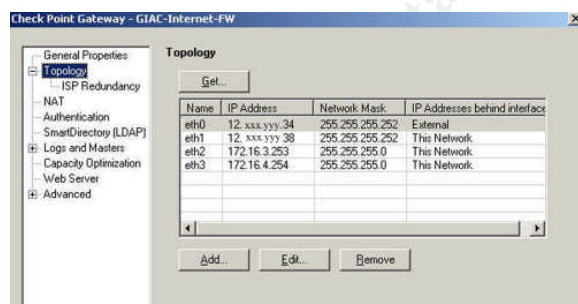 Check Point Gateway - GIAC-Internet-FW
General Properties
Topology
ISP Redundancy
NAT
Authentication
SmartDirectory (LDAP)
Logs and Masters
Capacity Optimization
Web Server
Advanced
Topology
Get...
Name IP Address Network Mask IP Addresses behind interface
eth0 12. xxx.yyy.34 255.255.255.252 External
eth1 12. xxx.yyy 38 255.255.255.252 This Network
eth2 172.16.3.253 255.255.255.0 This Network
eth3 172.16.4.254 255.255.255.0 This Network
Add... Edit... Remove